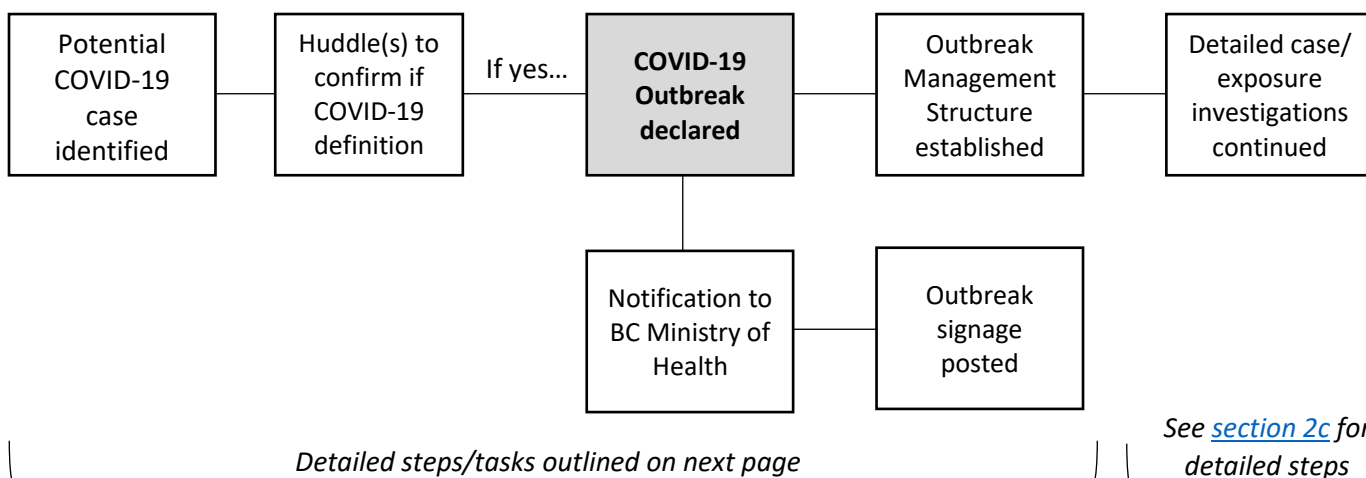 Potential
COVID-19
case
identified
Huddle(s) to
confirm if
COVID-19
definition
If yes…
COVID-19
Outbreak
declared
Outbreak
Management
Structure
established
Detailed case/
exposure
investigations
continued
Notification to
BC Ministry of
Health
Outbreak
signage
posted
Detailed steps/tasks outlined on next page
See section 2c for
detailed steps